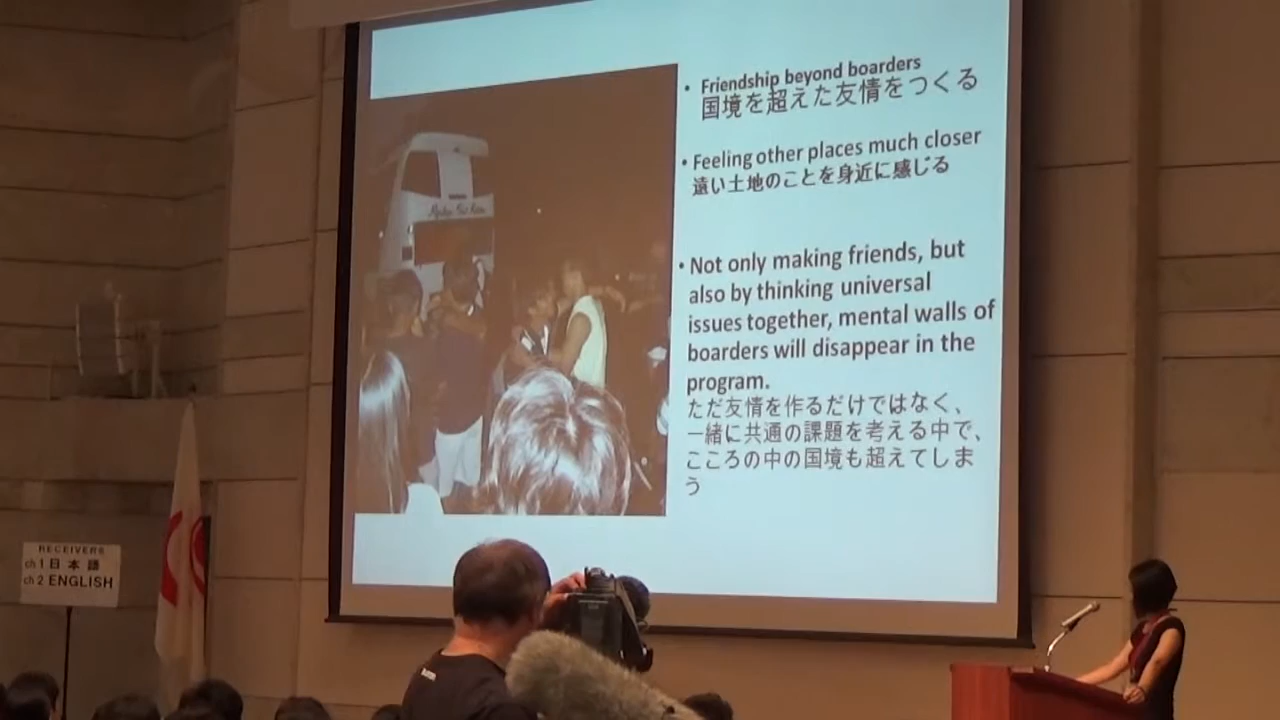 • Friendship beyond boarders
国境を超えた友情をつくる
• Feeling other places much closer
遠い土地のことを身近に感じる
• Not only making friends, but
also by thinking universal
issues together, mental walls of
boarders will disappear in the
program.
ただ友情を作るだけではなく、
一緒に共通の課題を考える中で、
こころの中の国境も超えてしま
う
RECEIVERS
ch 1 日本語
ch 2 ENGLISH